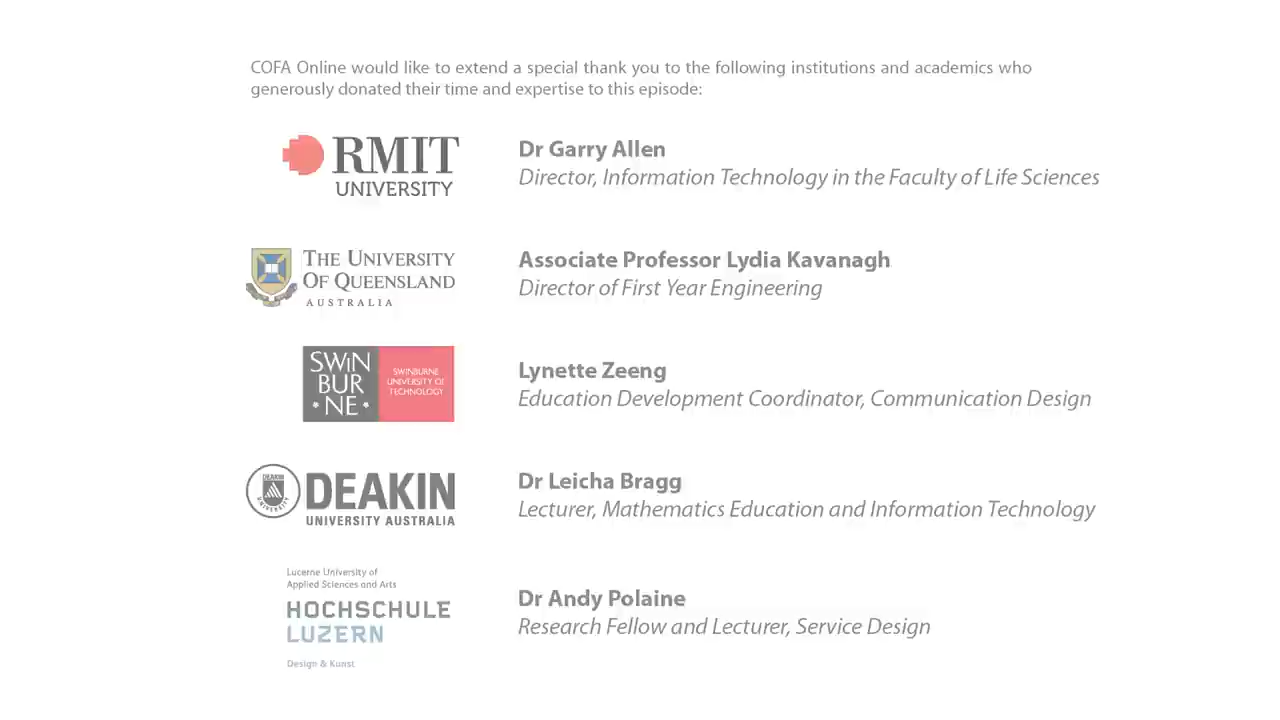 COFA Online would like to extend a special thank you to the following institutions and academics who
generously donated their time and expertise to this episode:
RMIT
UNIVERSITY
Dr Garry Allen
Director, Information Technology in the Faculty of Life Sciences
THE UNIVERSITY
OF QUEENSLAND
AUSTRALIA
Associate Professor Lydia Kavanagh
Director of First Year Engineering
SWiN
BUR
* NE *
SWINBURNE
UNIVERSITY OF
TECHNOLOGY
Lynette Zeeng
Education Development Coordinator, Communication Design
DEAKIN
UNIVERSITY
DEAKIN
UNIVERSITY AUSTRALIA
Dr Leicha Bragg
Lecturer, Mathematics Education and Information Technology
Lucerne University of
Applied Sciences and Arts
HOCHSCHULE
LUZERN
Design & Kunst
Dr Andy Polaine
Research Fellow and Lecturer, Service Design